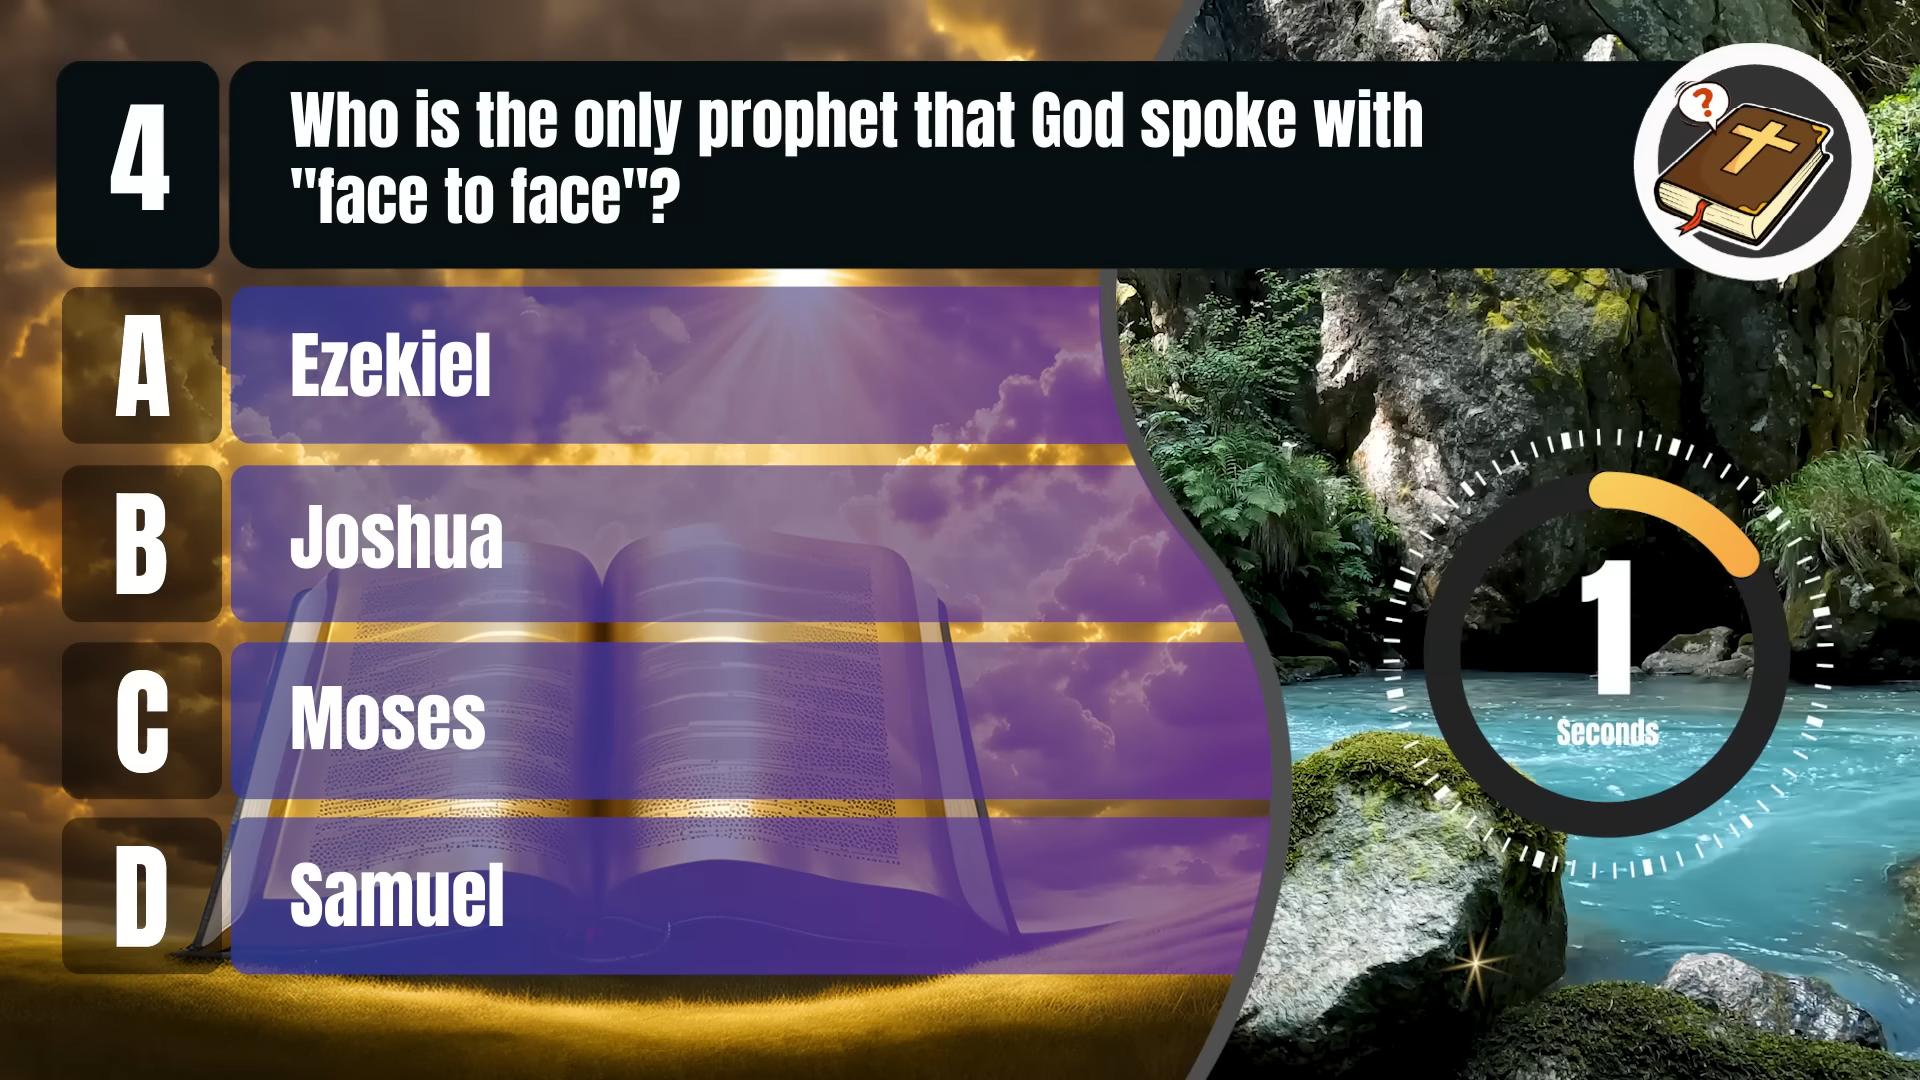 4
Who is the only prophet that God spoke with
"face to face"?
?
A
Ezekiel
B
Joshua
C
Moses
D
Samuel
1
Seconds